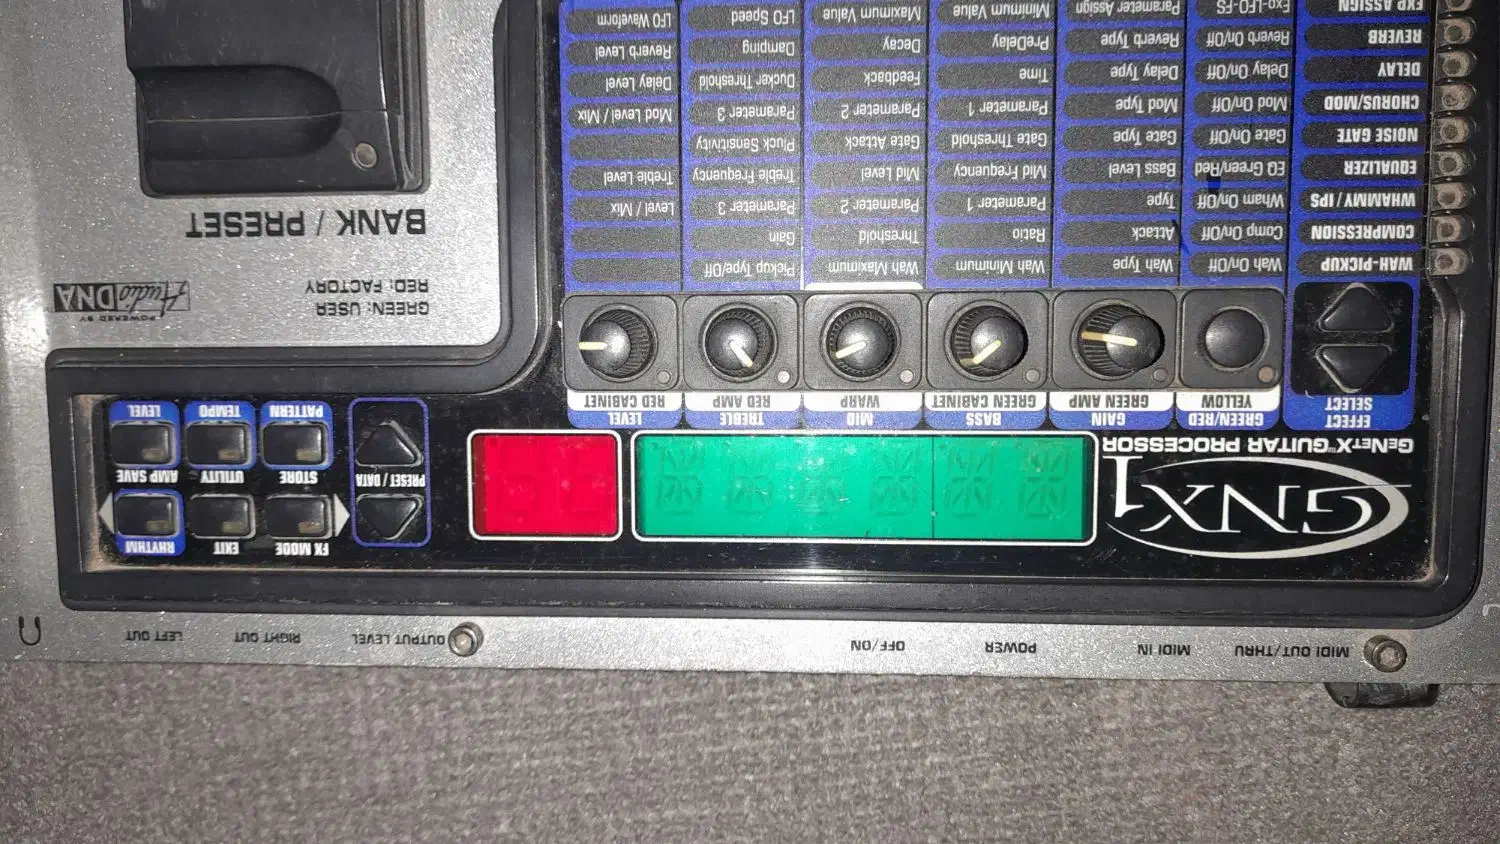 MIDI OUT/THRU
MIDI IN
POWER
OFF/ON
OUTPUT LEVEL
RIGHT OUT
LEFT OUT
GNX1
GENETX™ GUITAR PROCESSOR
FX MODE
EXIT
RHYTHM
STORE
UTILITY
AMP SAVE
PATTERN
TEMPO
LEVEL
PRESET / DATA
EFFECT
SELECT
GREEN/RED
YELLOW
GAIN
GREEN AMP
BASS
GREEN CABINET
MID
WARP
TREBLE
RED AMP
LEVEL
RED CABINET
GREEN: USER
RED: FACTORY
POWERED BY
AudioDNA
BANK / PRESET
WAH-PICKUP Wah On/Off Wah Type Wah Minimum Wah Maximum Pickup Type/Off
COMPRESSION Comp On/Off Attack Ratio Threshold Gain
WHAMMY / IPS Wham On/Off Type Parameter 1 Parameter 2 Parameter 3 Level / Mix
EQUALIZER EQ Green/Red Bass Level Mid Frequency Mid Level Treble Frequency Treble Level
NOISE GATE Gate On/Off Gate Type Gate Threshold Gate Attack Pluck Sensitivity
CHORUS/MOD Mod On/Off Mod Type Parameter 1 Parameter 2 Parameter 3 Mod Level / Mix
DELAY Delay On/Off Delay Type Time Feedback Ducker Threshold Delay Level
REVERB Reverb On/Off Reverb Type PreDelay Decay Damping Reverb Level
EXP ASSIGN Exp-LFO-FS Parameter Assign Minimum Value Maximum Value LFO Speed LFO Waveform